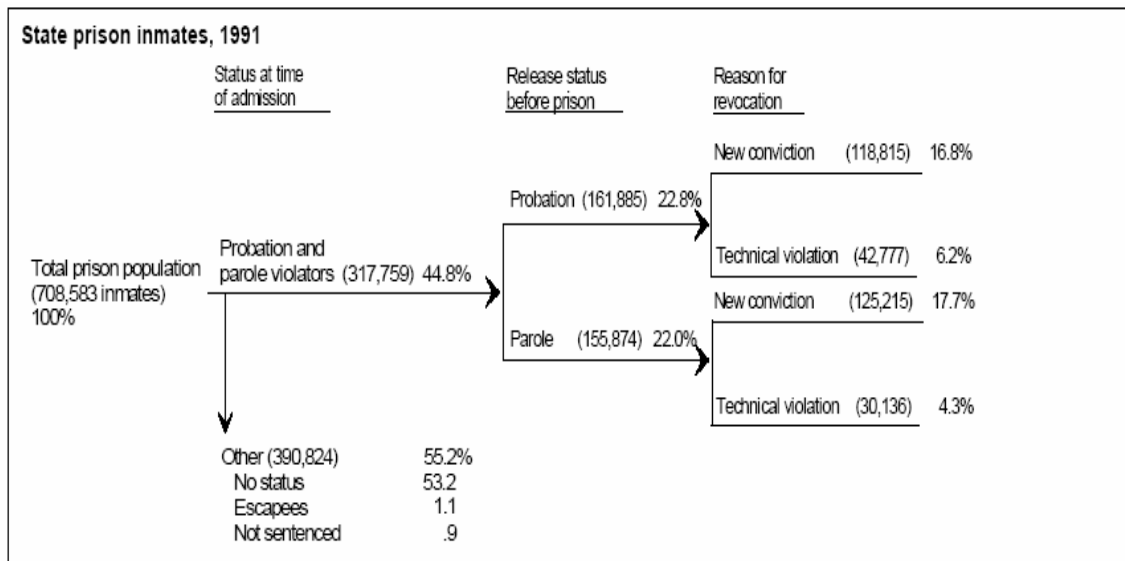 State prison inmates, 1991
Status at time
of admission
Release status
before prison
Reason for
revocation
New conviction (118,815) 16.8%
Probation (161,885) 22.8%
Technical violation (42,777) 6.2%
Probation and
parole violators (317,759) 44.8%
Total prison population
(708,583 inmates)
100%
New conviction (125,215) 17.7%
Parole (155,874) 22.0%
Technical violation (30,136) 4.3%
Other (390,824) 55.2%
No status 53.2
Escapees 1.1
Not sentenced .9